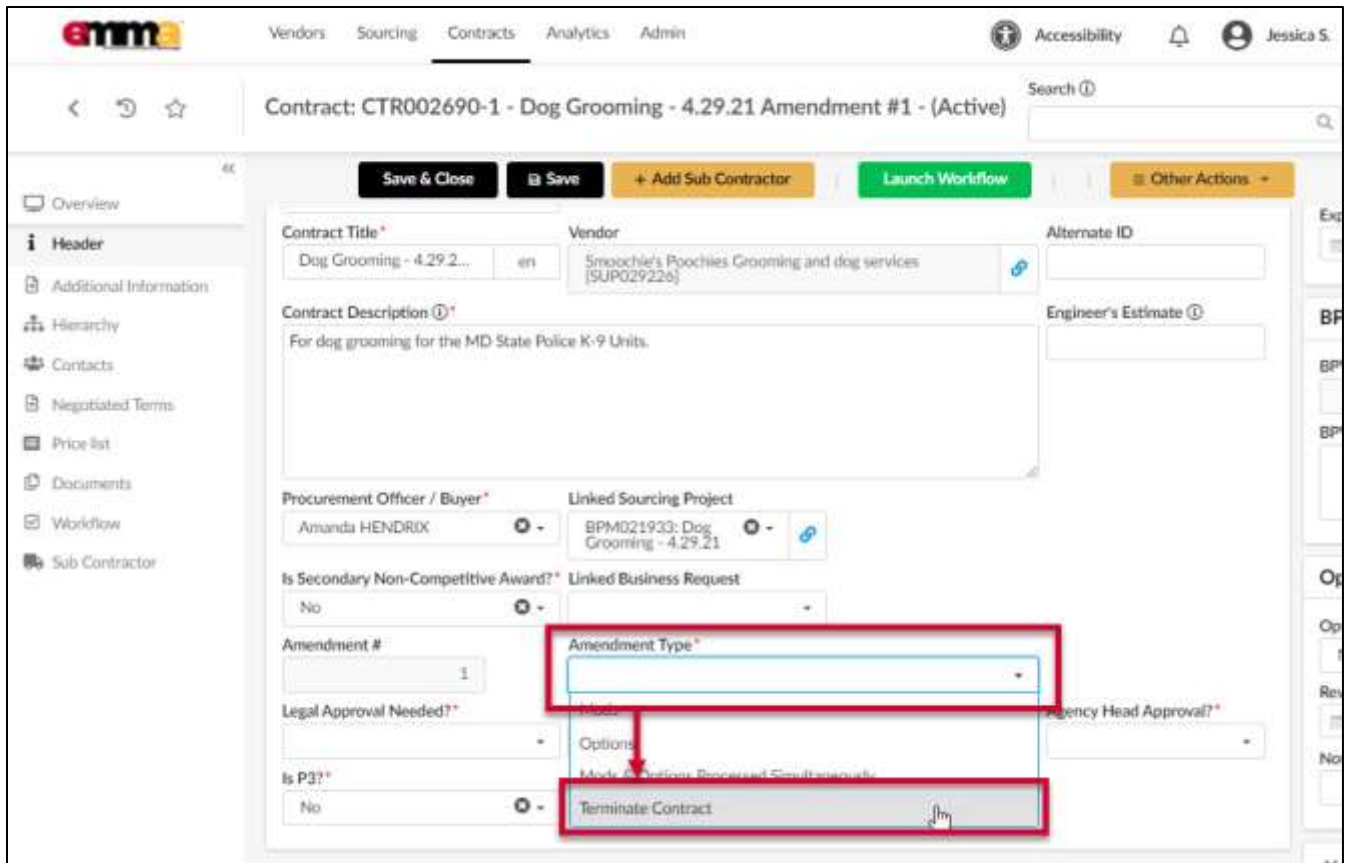 emma
Vendors Sourcing Contracts Analytics Admin
Accessibility
Jessica S.
Contract: CTR002690-1 - Dog Grooming - 4.29.21 Amendment #1 - (Active)
Search
Save & Close
Save
+ Add Sub Contractor
Launch Workflow
Other Actions
Overview
Header
Additional Information
Hierarchy
Contacts
Negotiated Terms
Price list
Documents
Workflow
Sub Contractor
Contract Title*
Dog Grooming - 4.29.2... en
Vendor
Smoochie's Poochies Grooming and dog services
[SUP029226]
Alternate ID
Contract Description *
For dog grooming for the MD State Police K-9 Units.
Engineer's Estimate
Procurement Officer / Buyer*
Amanda HENDRIX
Linked Sourcing Project
BPM021933: Dog
Grooming - 4.29.21
Is Secondary Non-Competitive Award?*
No
Linked Business Request
Amendment #
1
Amendment Type*
Legal Approval Needed?*
Mods
Options
Mods & Options Processed Simultaneously
Terminate Contract
Agency Head Approval?*
Is P3?*
No